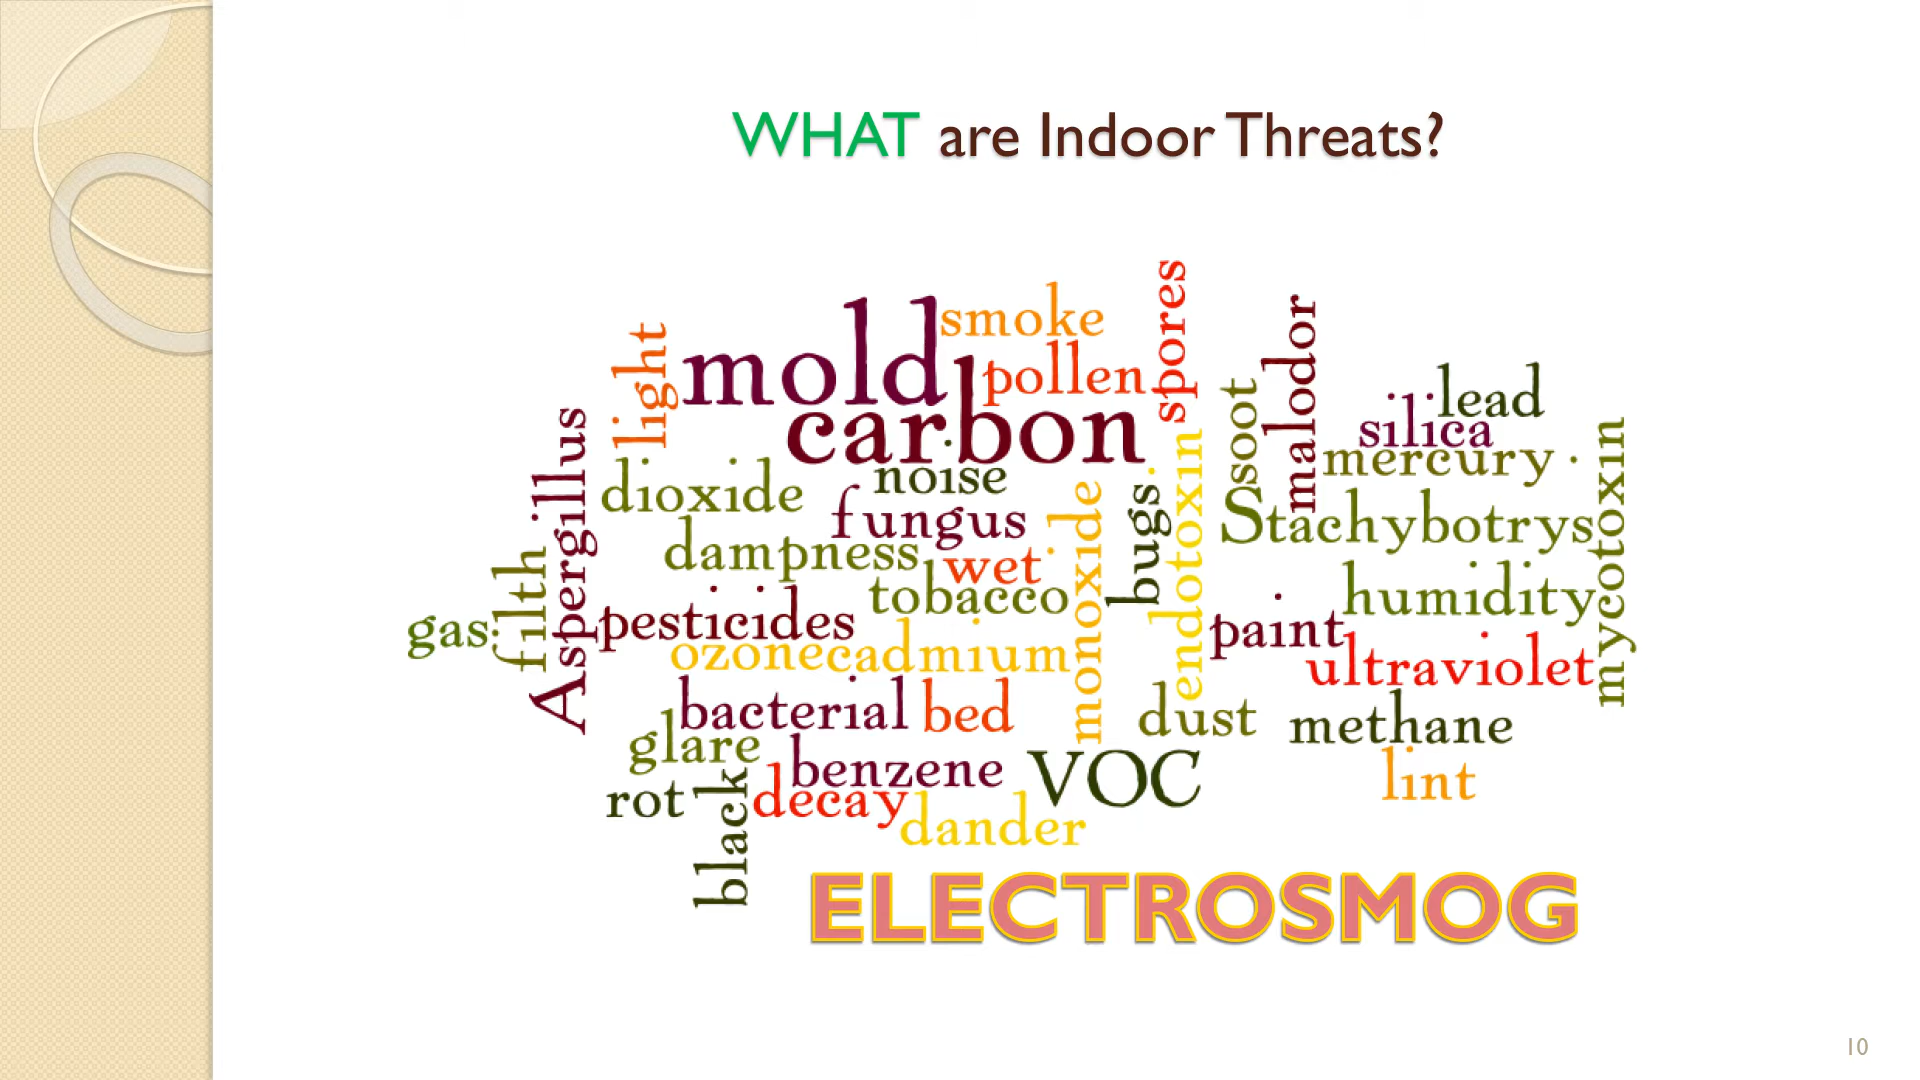 WHAT are Indoor Threats?
smoke
spores
mold
pollen
light
malodor
carbon
soot
lead
silica
mercury
Aspergillus
dioxide
noise
fungus
monoxide
bugs
endotoxin
Stachybotrys
mycotoxin
dampness
wet
filth
tobacco
humidity
gas
pesticides
paint
ozone
cadmium
ultraviolet
bacterial
bed
dust
methane
glare
benzene
VOC
lint
rot
black
decay
dander
ELECTROSMOG
10